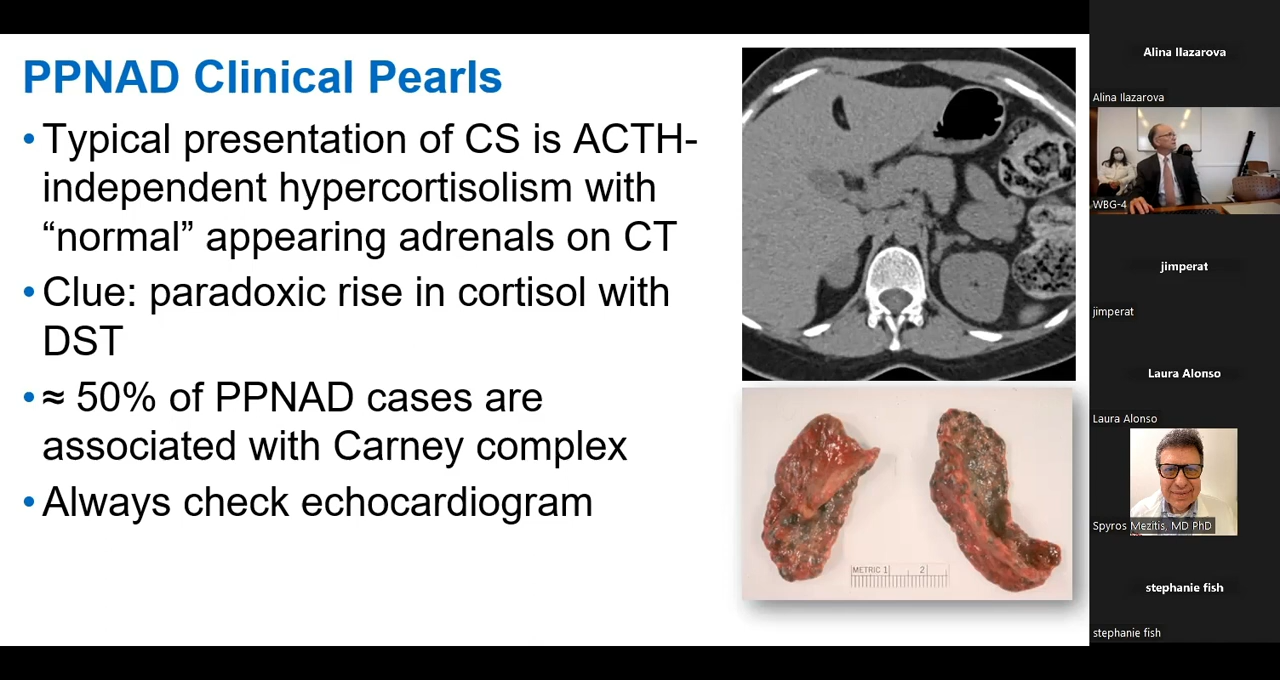 PPNAD Clinical Pearls
•Typical presentation of CS is ACTH-
independent hypercortisolism with
“normal” appearing adrenals on CT
•Clue: paradoxic rise in cortisol with
DST
•≈ 50% of PPNAD cases are
associated with Carney complex
•Always check echocardiogram
METRIC 1 2
Alina Ilazarova
Alina Ilazarova
WBG-4
jimperat
jimperat
Laura Alonso
Laura Alonso
Spyros Mezitis, MD PhD
stephanie fish
stephanie fish